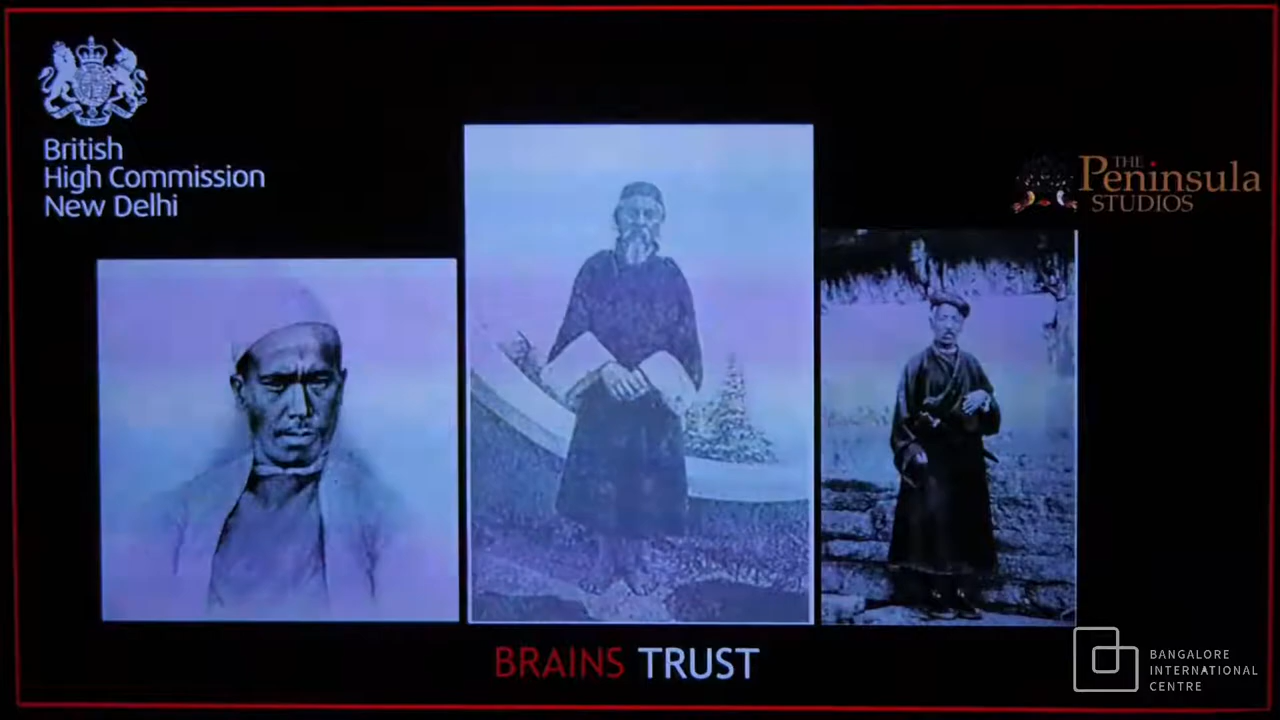 British
High Commission
New Delhi
THE
Peninsula
STUDIOS
BRAINS TRUST
BANGALORE
INTERNATIONAL
CENTRE